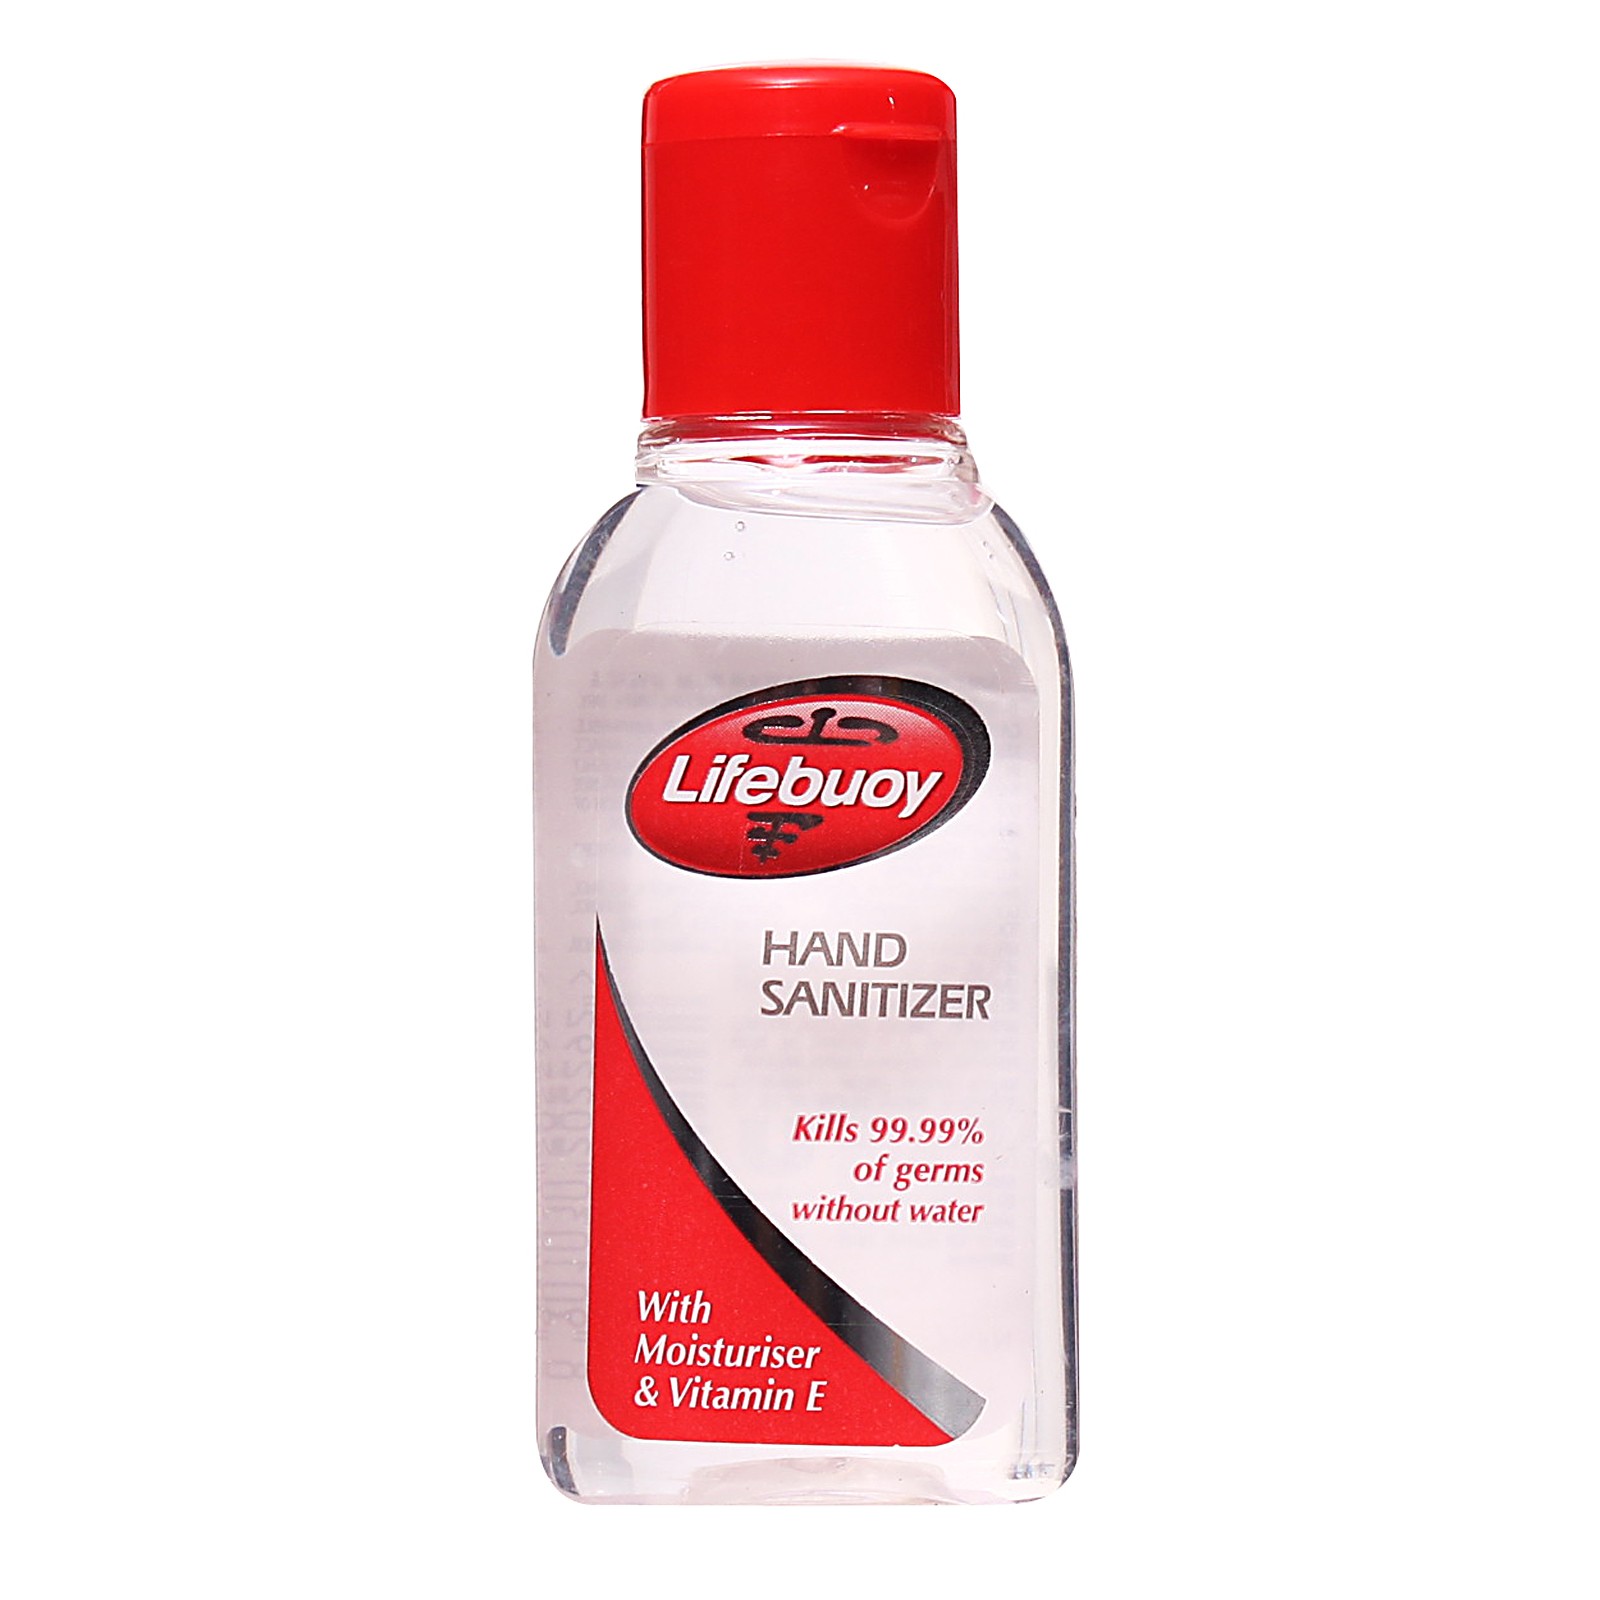 Lifebuoy
HAND
SANITIZER
Kills 99.99%
of germs
without water
With
Moisturiser
& Vitamin E